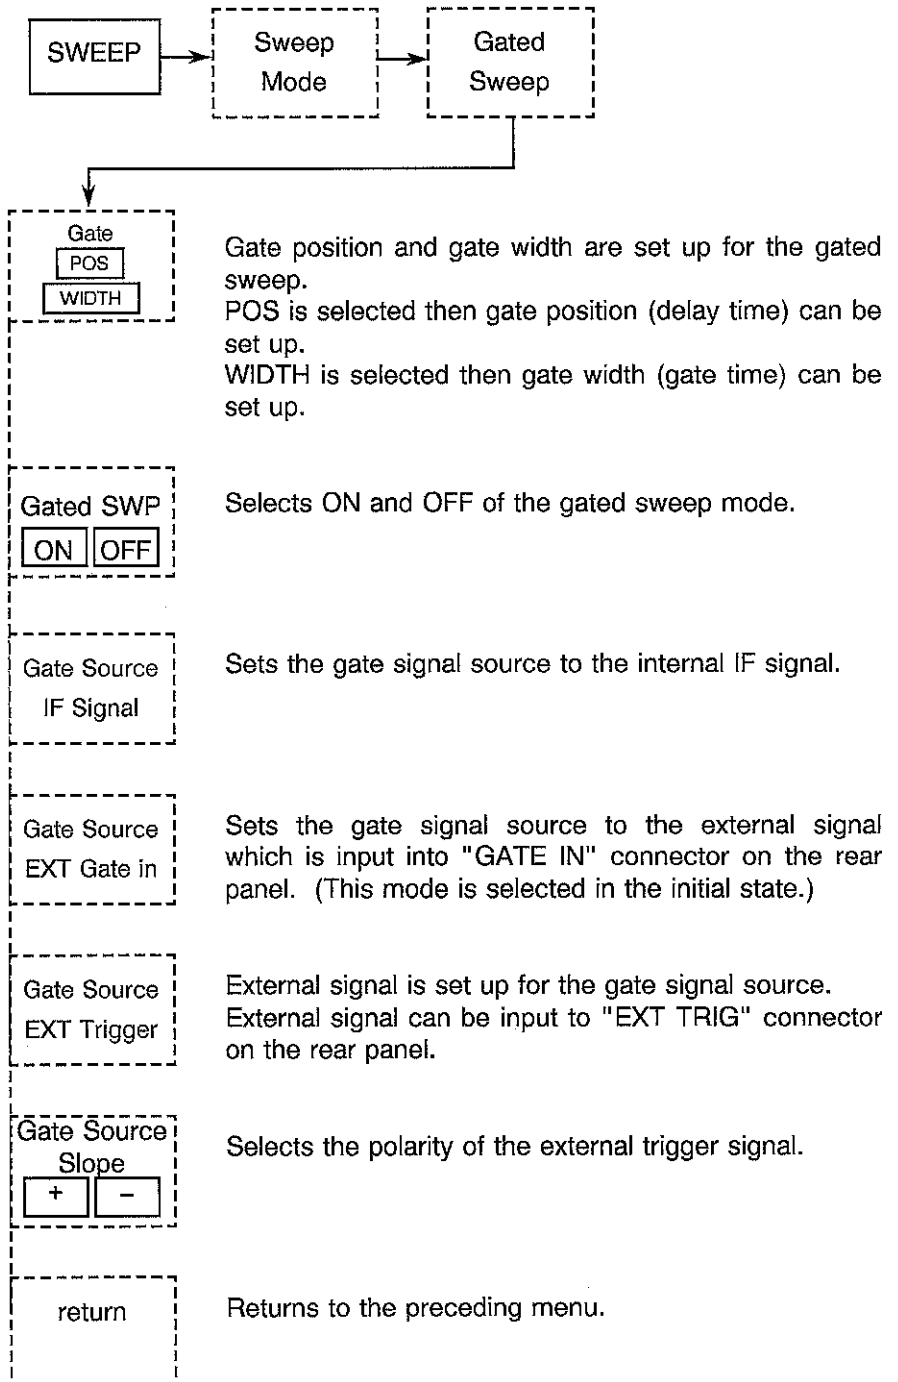 SWEEP
Sweep
Mode
Gated
Sweep
Gate
POS
WIDTH
Gate position and gate width are set up for the gated
sweep.
POS is selected then gate position (delay time) can be
set up.
WIDTH is selected then gate width (gate time) can be
set up.
Gated SWP
ON OFF
Selects ON and OFF of the gated sweep mode.
Gate Source
IF Signal
Sets the gate signal source to the internal IF signal.
Gate Source
EXT Gate in
Sets the gate signal source to the external signal
which is input into "GATE IN" connector on the rear
panel. (This mode is selected in the initial state.)
Gate Source
EXT Trigger
External signal is set up for the gate signal source.
External signal can be input to "EXT TRIG" connector
on the rear panel.
Gate Source
Slope
+ −
Selects the polarity of the external trigger signal.
return
Returns to the preceding menu.